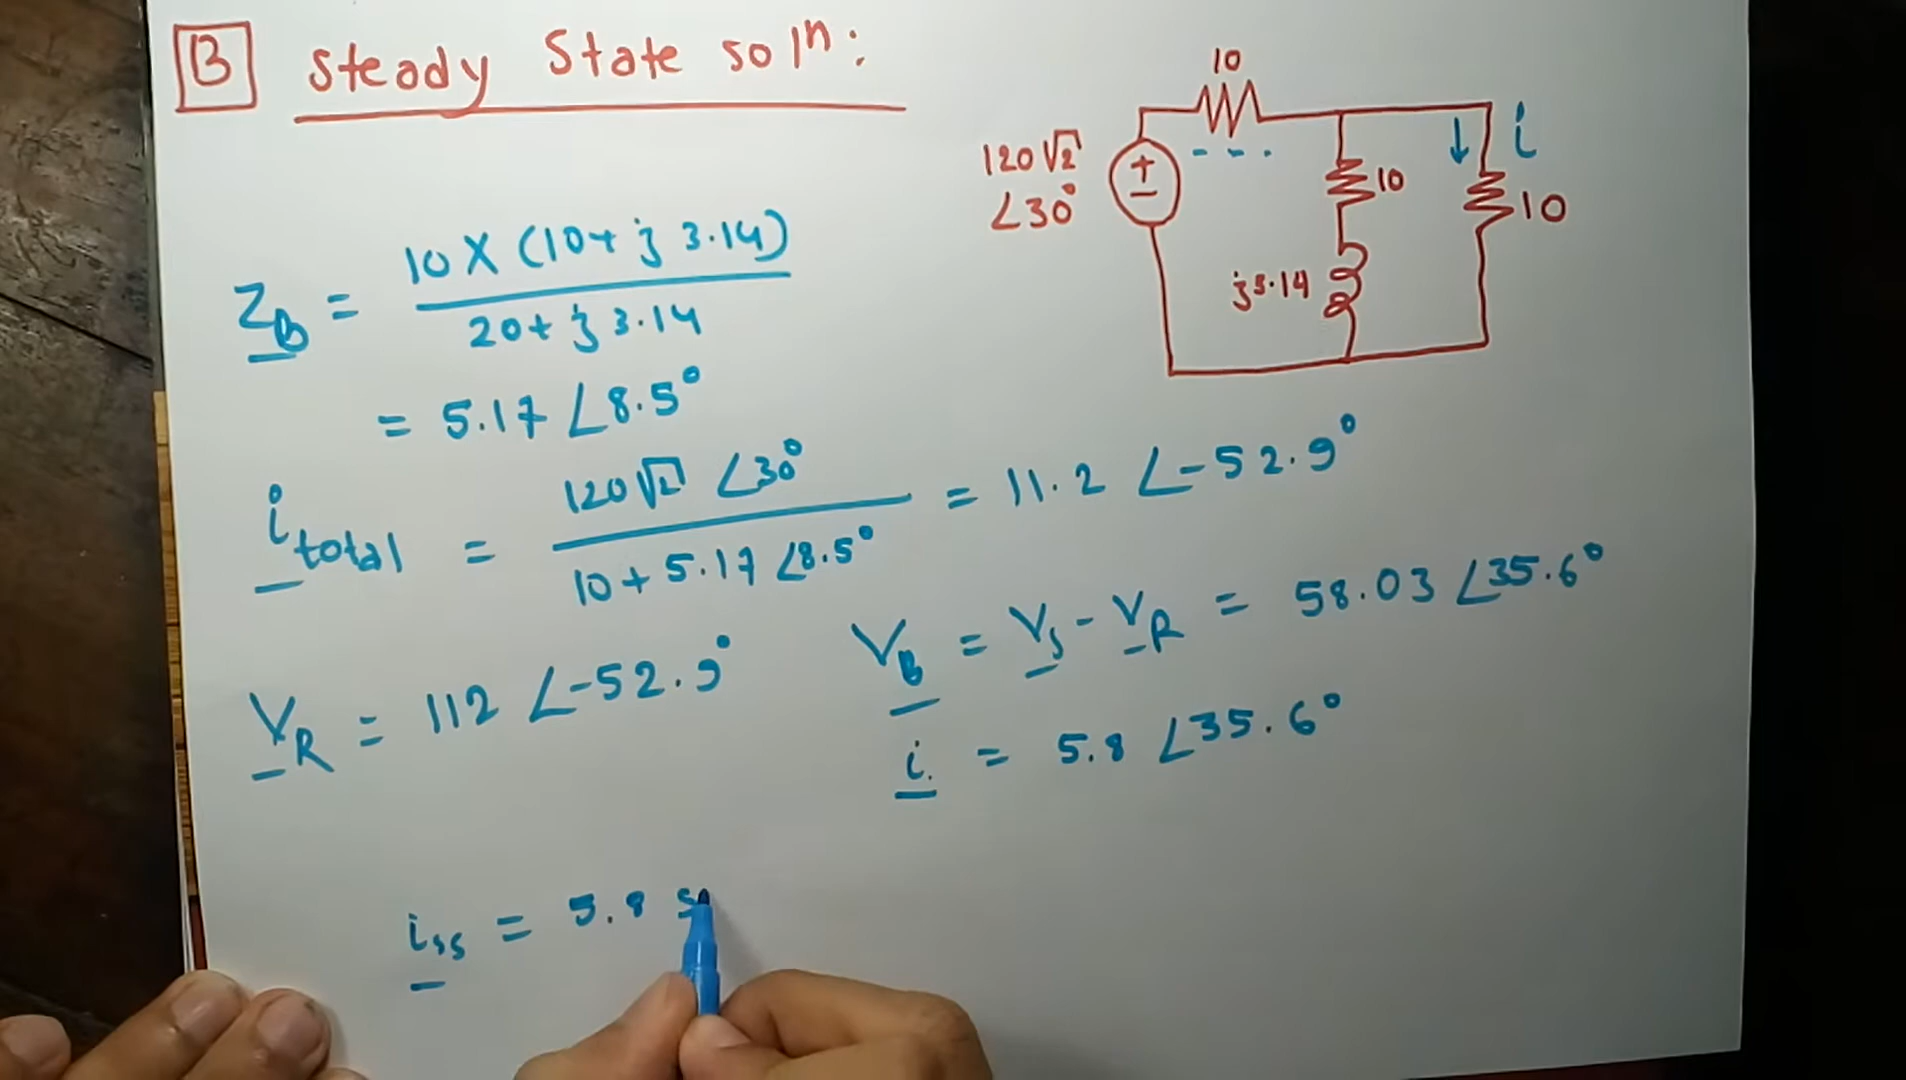 B steady state solⁿ:
10
120√2
∠30°
+
−
i
10
10
j3.14
Z_B = 10 X (10 + j 3.14) / 20 + j 3.14
= 5.17 ∠8.5°
i_total = 120√2 ∠30° / 10 + 5.17 ∠8.5° = 11.2 ∠-52.9°
V_R = 112 ∠-52.9°
V_B = V_s - V_R = 58.03 ∠35.6°
i = 5.8 ∠35.6°
i_ss = 5.8 s